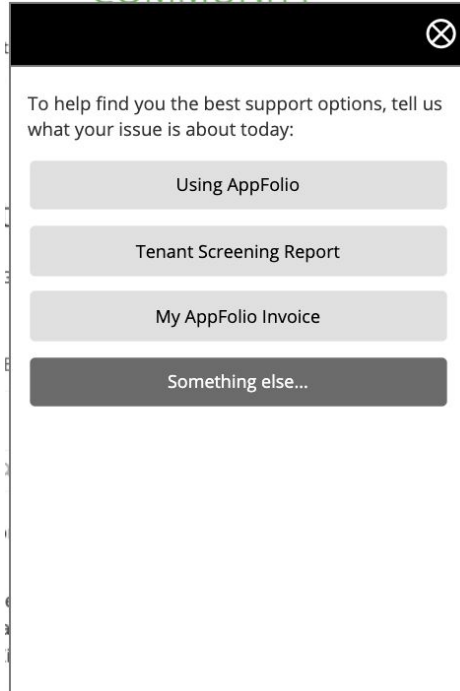 To help find you the best support options, tell us
what your issue is about today:
Using AppFolio
Tenant Screening Report
My AppFolio Invoice
Something else...